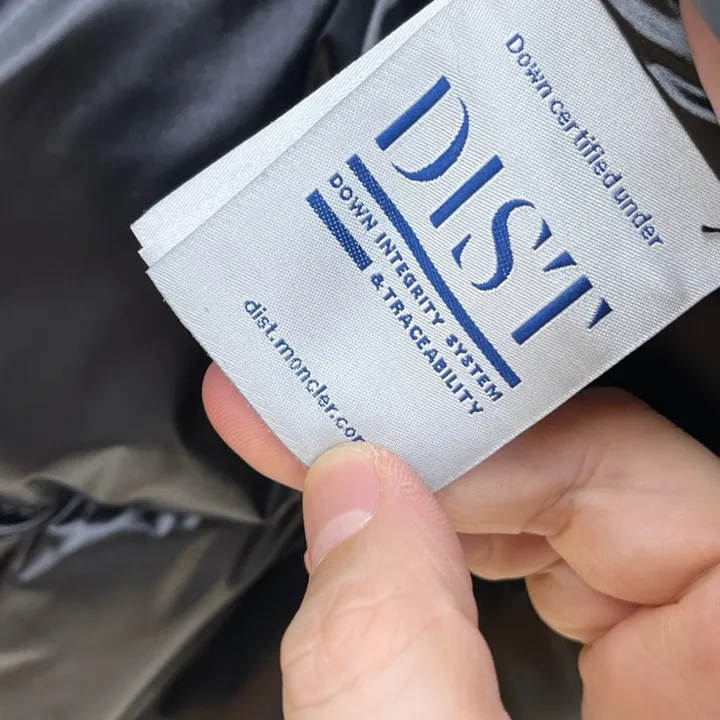 Down certified under
DIST
DOWN INTEGRITY SYSTEM
& TRACEABILITY
dist.moncler.com